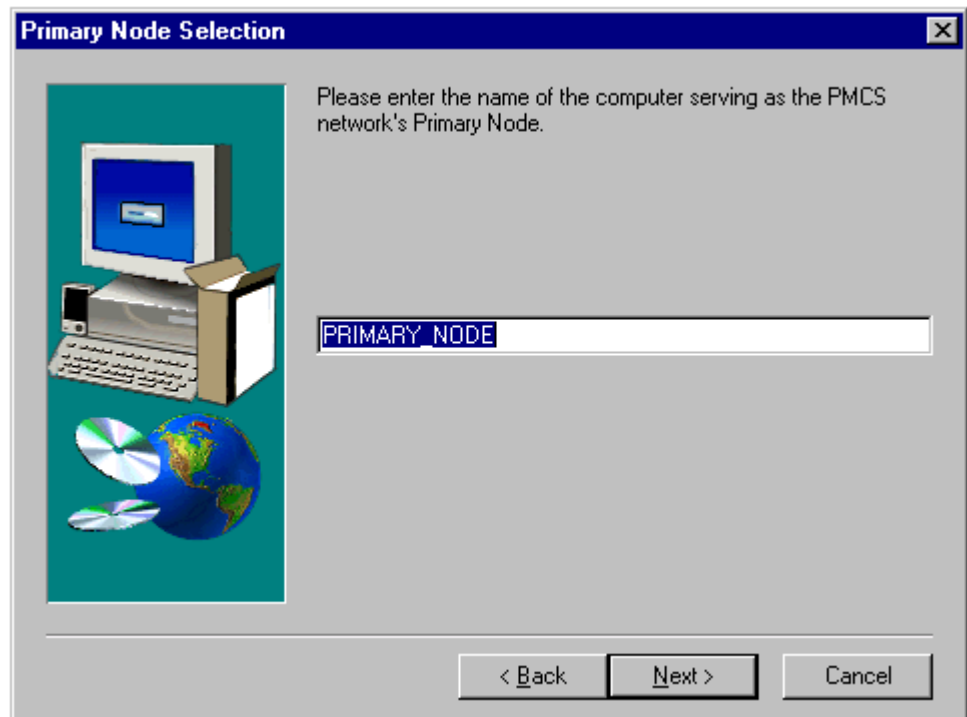 Primary Node Selection
Please enter the name of the computer serving as the PMCS
network's Primary Node.
PRIMARY_NODE
< Back
Next >
Cancel